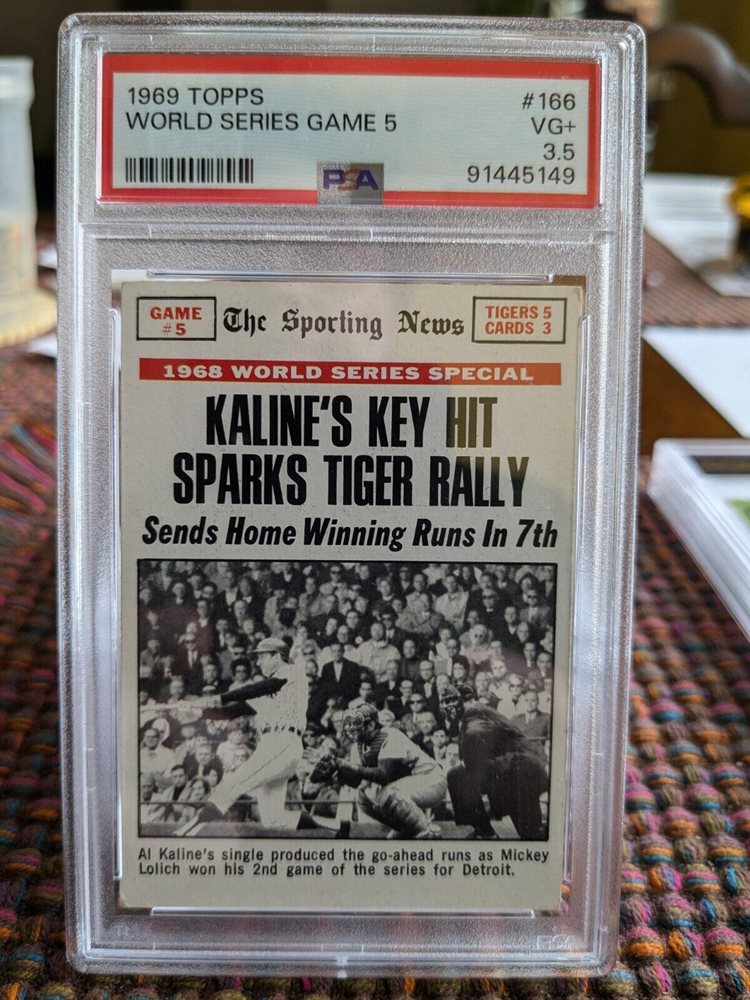 1969 TOPPS #166
WORLD SERIES GAME 5 VG+
3.5
PSA 91445149
GAME #5
The Sporting News
TIGERS 5
CARDS 3
1968 WORLD SERIES SPECIAL
KALINE'S KEY HIT
SPARKS TIGER RALLY
Sends Home Winning Runs In 7th
Al Kaline's single produced the go-ahead runs as Mickey
Lolich won his 2nd game of the series for Detroit.